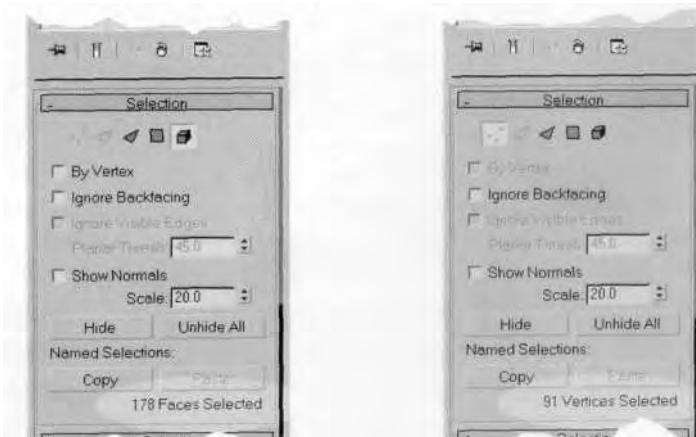 Selection
By Vertex
Ignore Backfacing
Ignore Visible Edges
Planar Thresh: 45.0
Show Normals
Scale: 20.0
Hide Unhide All
Named Selections:
Copy Paste
178 Faces Selected
Selection
By Vertex
Ignore Backfacing
Ignore Visible Edges
Planar Thresh: 45.0
Show Normals
Scale: 20.0
Hide Unhide All
Named Selections:
Copy Paste
91 Vertices Selected